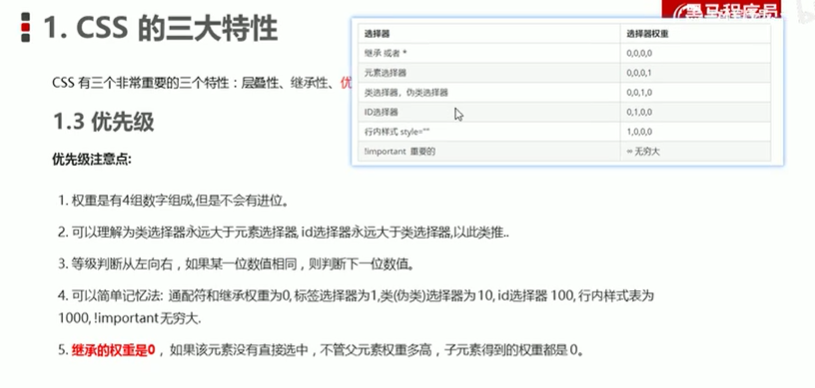 黑马程序员
1. CSS 的三大特性
CSS 有三个非常重要的三个特性：层叠性、继承性、优
选择器 选择器权重
继承 或者 * 0,0,0,0
元素选择器 0,0,0,1
类选择器，伪类选择器 0,0,1,0
ID选择器 0,1,0,0
行内样式 style="" 1,0,0,0
!important 重要的 ∞ 无穷大
1.3 优先级
优先级注意点:
1. 权重是有4组数字组成,但是不会有进位。
2. 可以理解为类选择器永远大于元素选择器, id选择器永远大于类选择器,以此类推..
3. 等级判断从左向右，如果某一位数值相同，则判断下一位数值。
4. 可以简单记忆法: 通配符和继承权重为0, 标签选择器为1,类(伪类)选择器为 10, id选择器 100, 行内样式表为
1000, !important 无穷大.
5. 继承的权重是0， 如果该元素没有直接选中，不管父元素权重多高，子元素得到的权重都是 0。